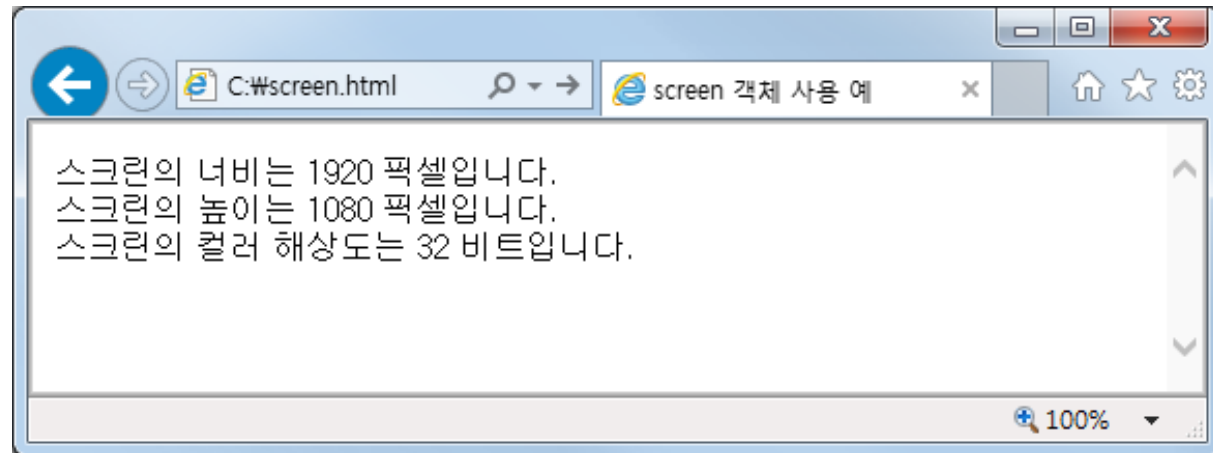 C:₩screen.html
screen 객체 사용 예
스크린의 너비는 1920 픽셀입니다.
스크린의 높이는 1080 픽셀입니다.
스크린의 컬러 해상도는 32 비트입니다.
100%